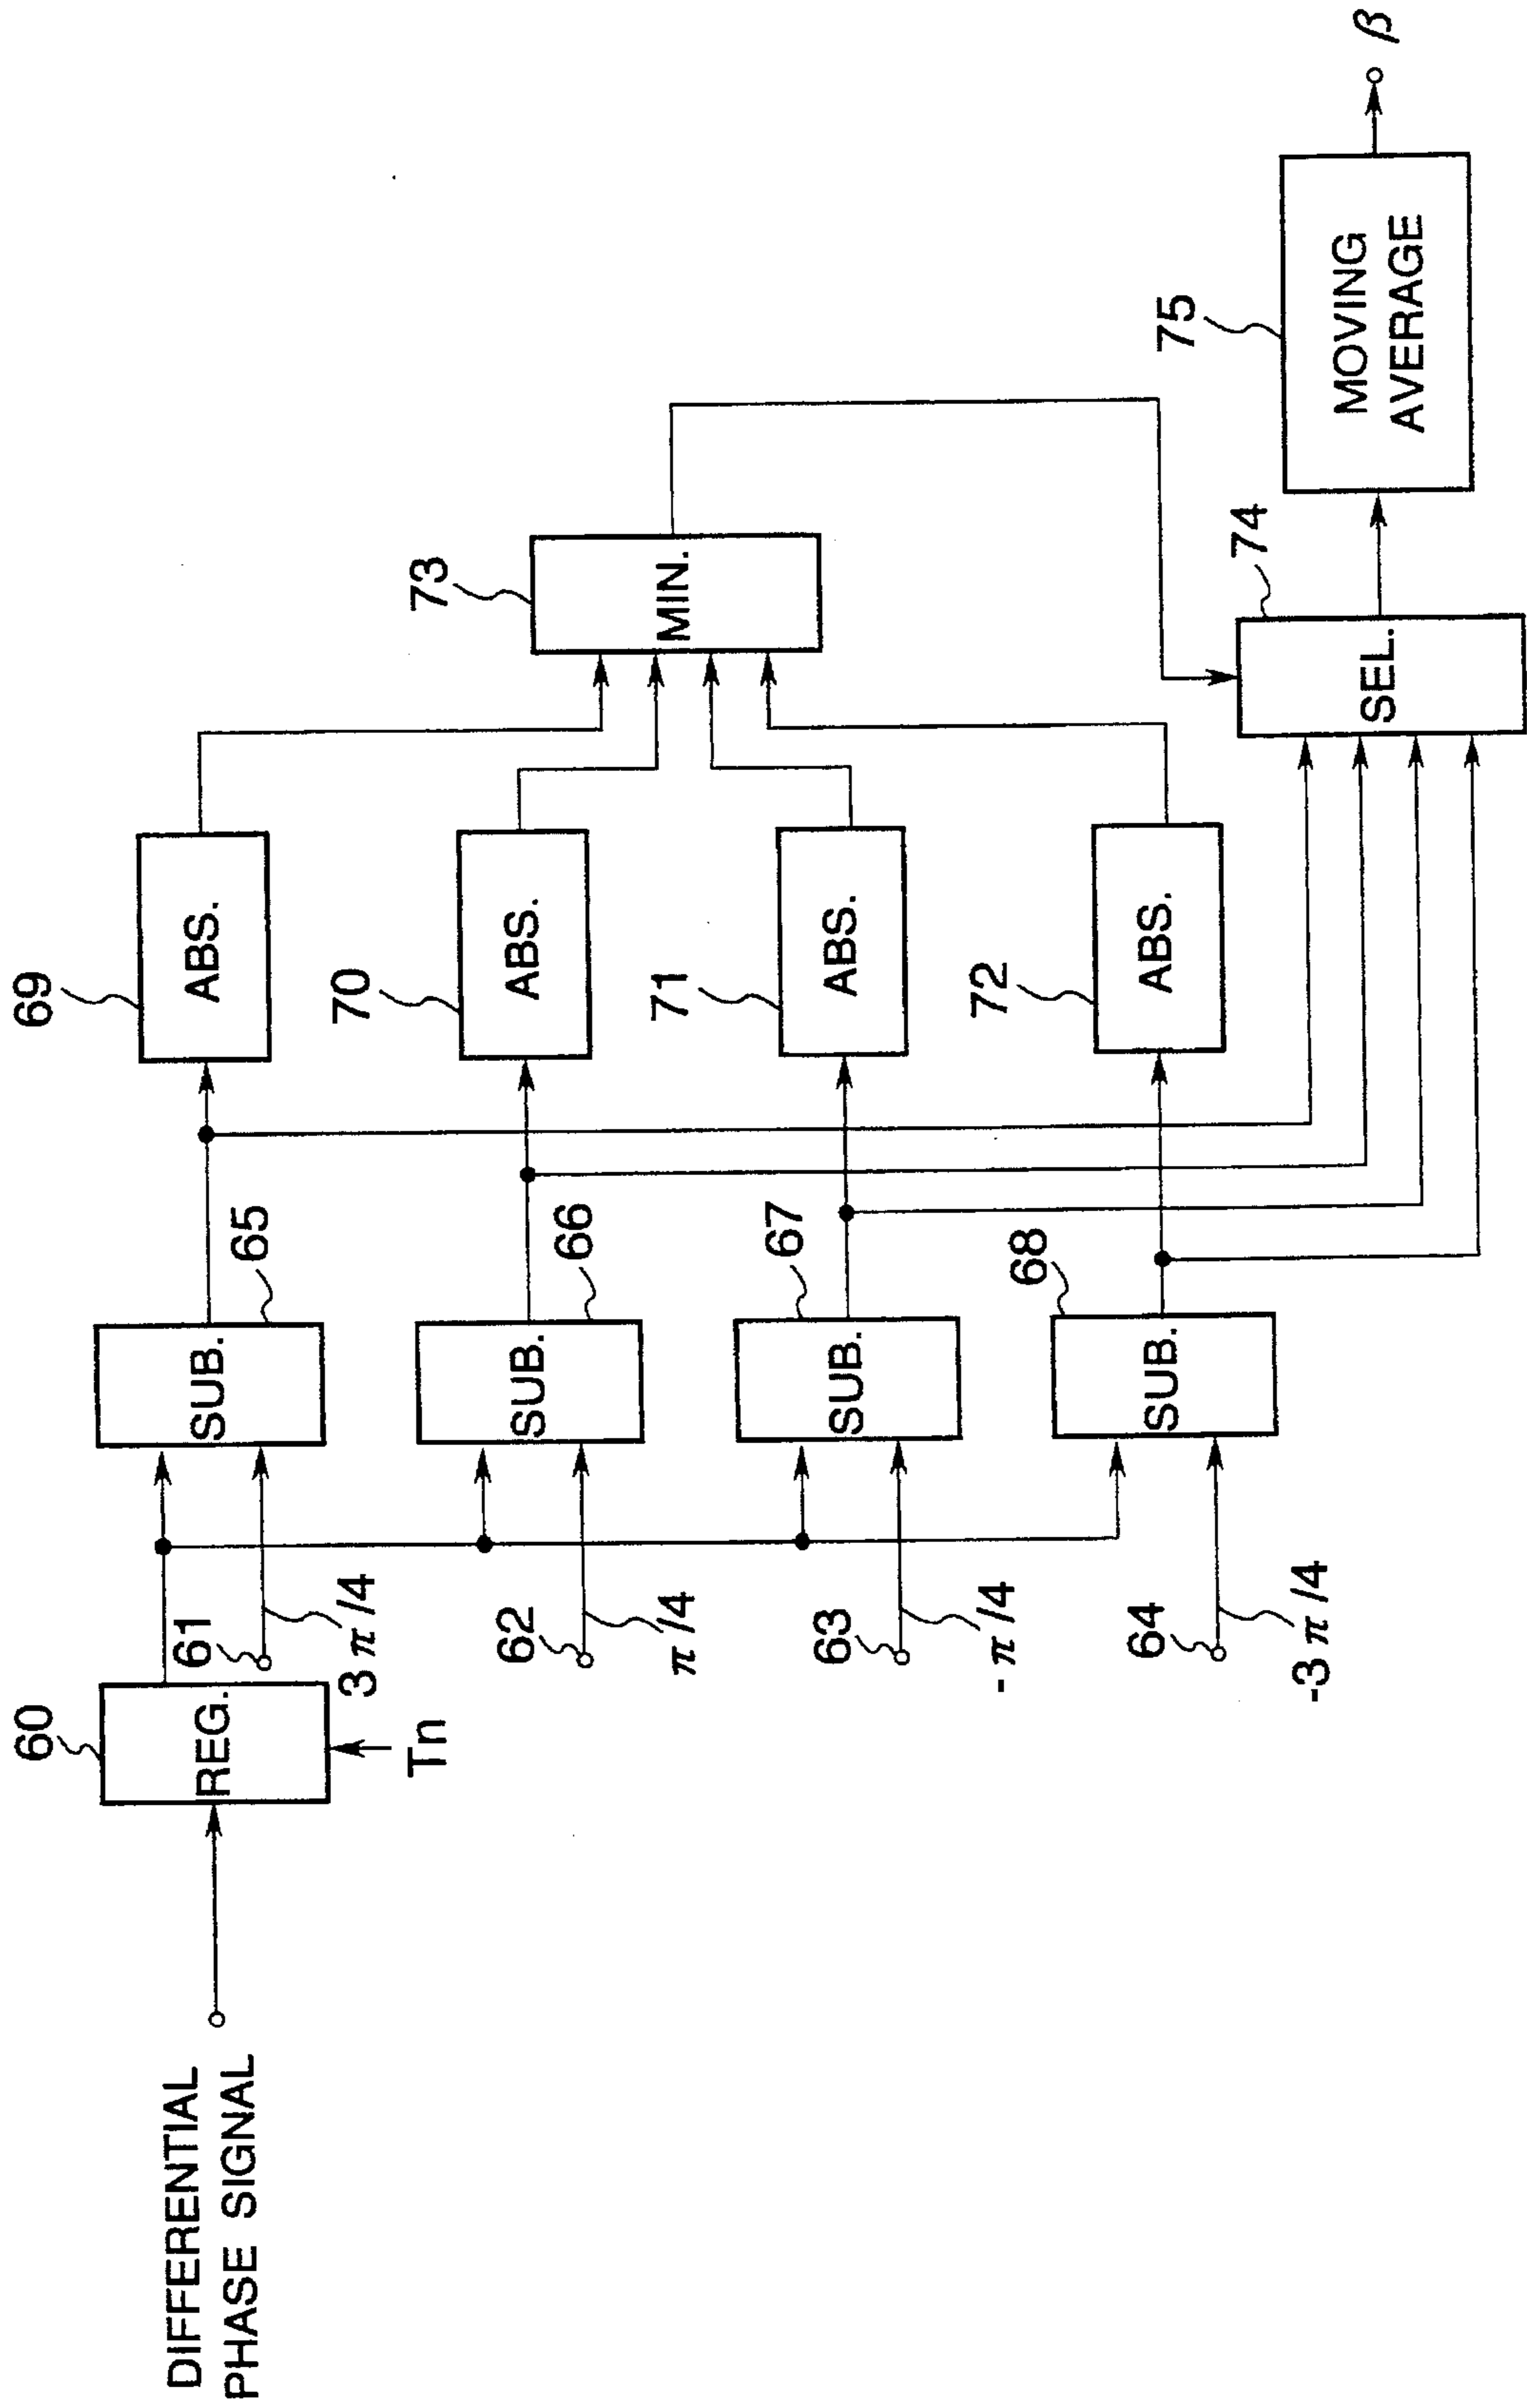 DIFFERENTIAL
PHASE SIGNAL
60
REG.
Tn
61
3π/4
62
π/4
63
-π/4
64
-3π/4
SUB.
65
SUB.
66
SUB.
67
SUB.
68
69
ABS.
70
ABS.
71
ABS.
72
ABS.
73
MIN.
74
SEL.
75
MOVING
AVERAGE
β